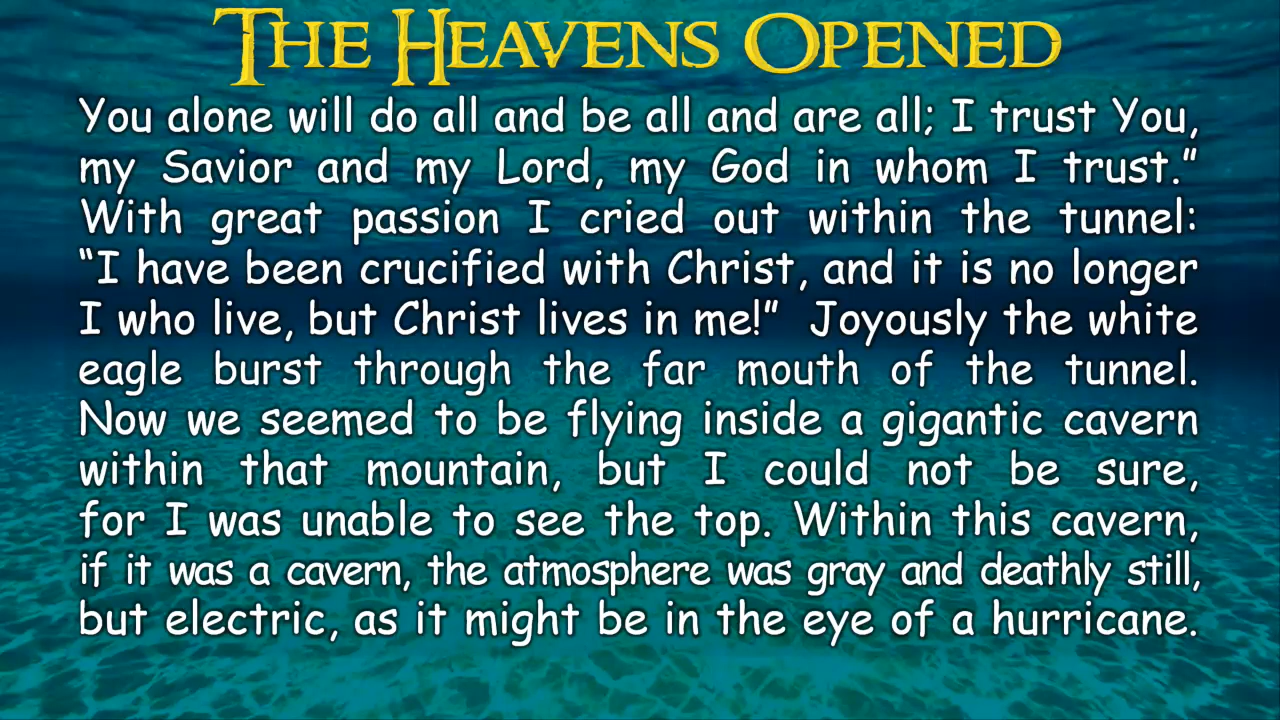 The Heavens Opened
You alone will do all and be all and are all; I trust You,
my Savior and my Lord, my God in whom I trust.”
With great passion I cried out within the tunnel:
“I have been crucified with Christ, and it is no longer
I who live, but Christ lives in me!” Joyously the white
eagle burst through the far mouth of the tunnel.
Now we seemed to be flying inside a gigantic cavern
within that mountain, but I could not be sure,
for I was unable to see the top. Within this cavern,
if it was a cavern, the atmosphere was gray and deathly still,
but electric, as it might be in the eye of a hurricane.